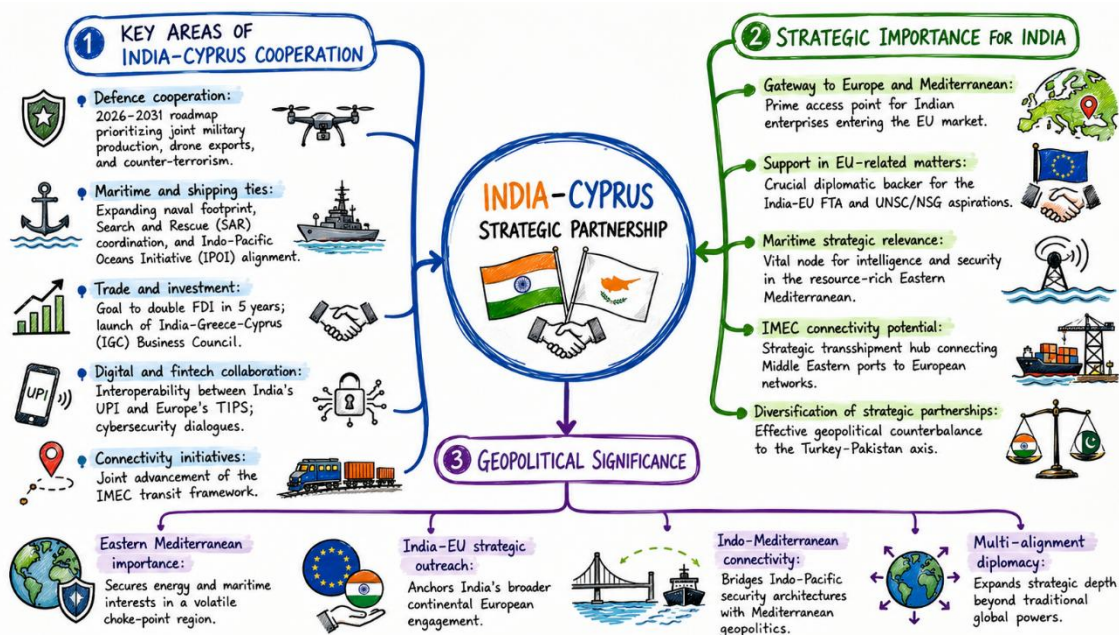 1 KEY AREAS OF
INDIA-CYPRUS COOPERATION
Defence cooperation:
2026-2031 roadmap
prioritizing joint military
production, drone exports,
and counter-terrorism.
Maritime and shipping ties:
Expanding naval footprint,
Search and Rescue (SAR)
coordination, and Indo-Pacific
Oceans Initiative (IPOI) alignment.
Trade and investment:
Goal to double FDI in 5 years;
launch of India-Greece-Cyprus
(IGC) Business Council.
UPI
Digital and fintech collaboration:
Interoperability between India's
UPI and Europe's TIPS;
cybersecurity dialogues.
Connectivity initiatives:
Joint advancement of the
IMEC transit framework.
INDIA-CYPRUS
STRATEGIC PARTNERSHIP
2 STRATEGIC IMPORTANCE FOR INDIA
Gateway to Europe and Mediterranean:
Prime access point for Indian
enterprises entering the EU market.
Support in EU-related matters:
Crucial diplomatic backer for the
India-EU FTA and UNSC/NSG aspirations.
Maritime strategic relevance:
Vital node for intelligence and security
in the resource-rich Eastern
Mediterranean.
IMEC connectivity potential:
Strategic transshipment hub connecting
Middle Eastern ports to European
networks.
Diversification of strategic partnerships:
Effective geopolitical counterbalance
to the Turkey-Pakistan axis.
3 GEOPOLITICAL SIGNIFICANCE
Eastern Mediterranean
importance:
Secures energy and maritime
interests in a volatile
choke-point region.
India-EU strategic
outreach:
Anchors India's broader
continental European
engagement.
Indo-Mediterranean
connectivity:
Bridges Indo-Pacific
security architectures
with Mediterranean
geopolitics.
Multi-alignment
diplomacy:
Expands strategic depth
beyond traditional
global powers.